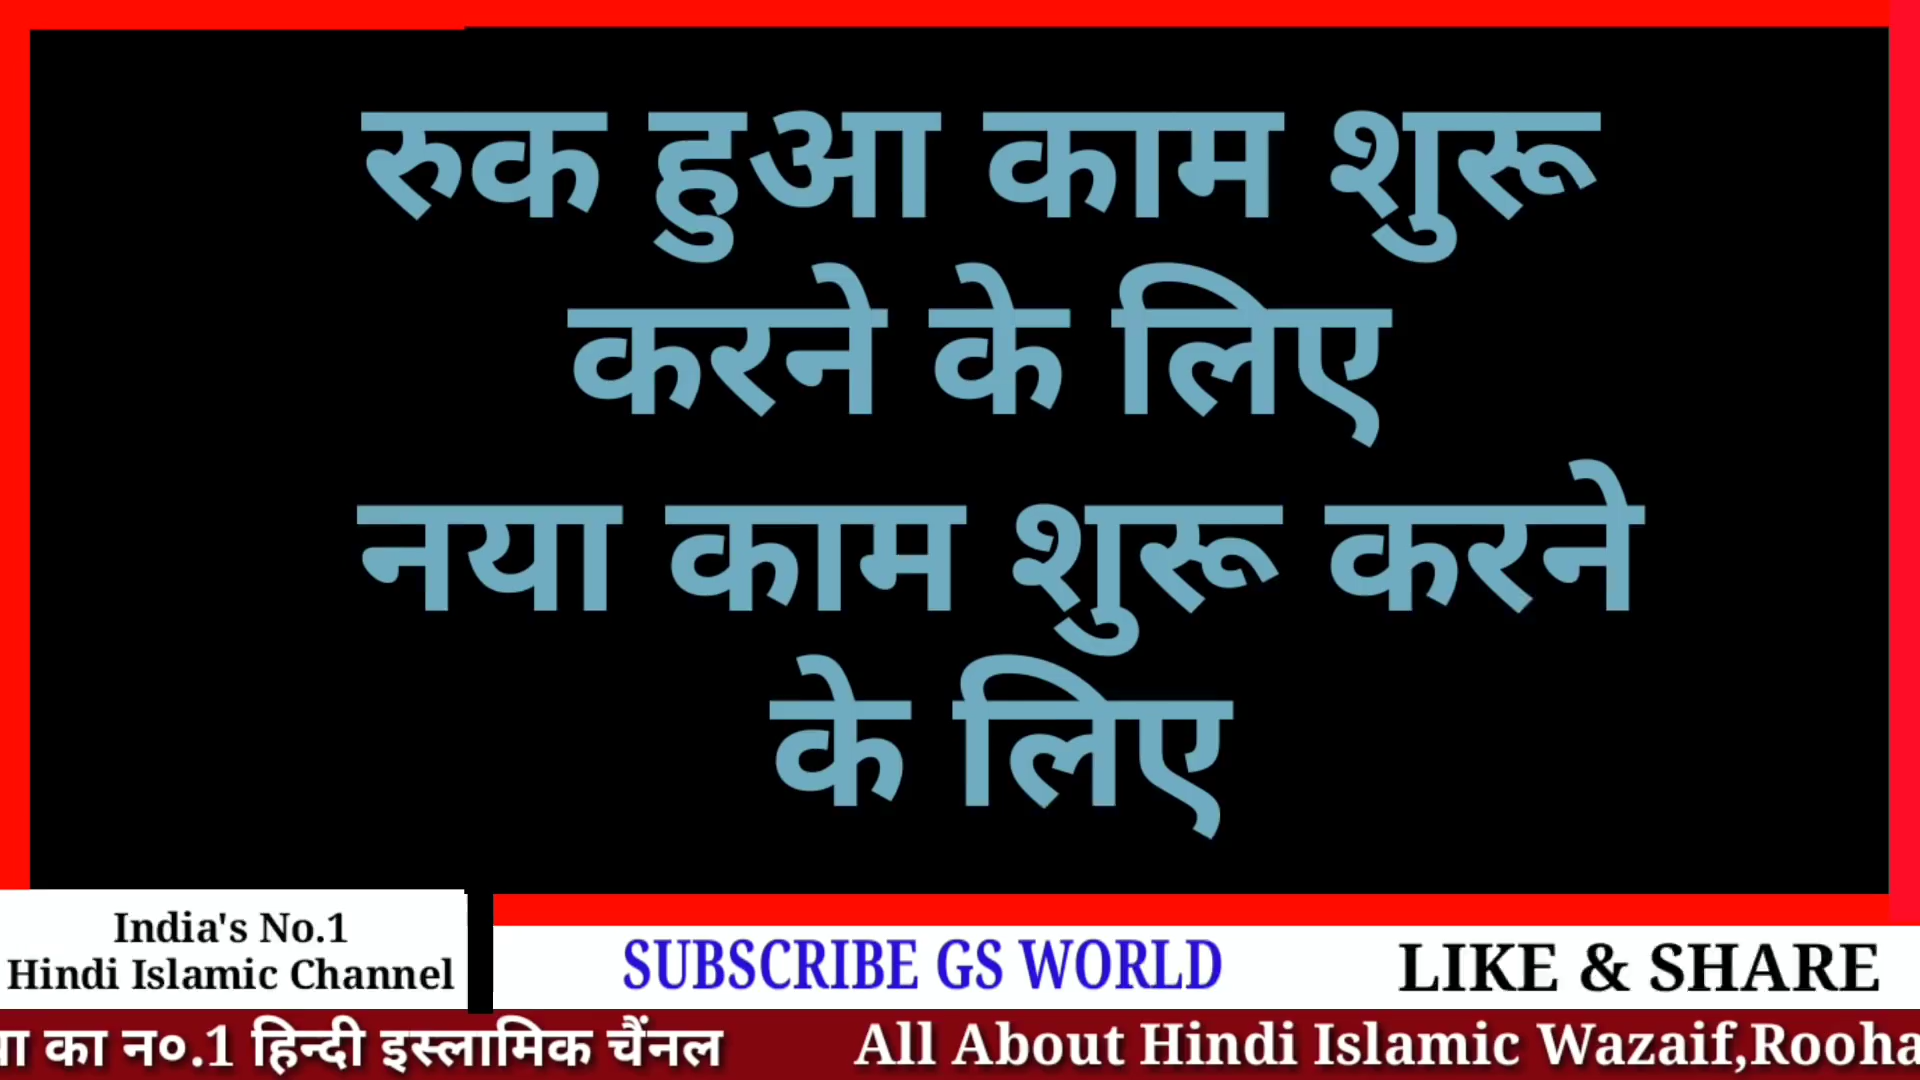 रुक हुआ काम शुरू
करने के लिए
नया काम शुरू करने
के लिए
India's No.1
Hindi Islamic Channel
SUBSCRIBE GS WORLD
LIKE & SHARE
का न०.1 हिन्दी इस्लामिक चैंनल
All About Hindi Islamic Wazaif,